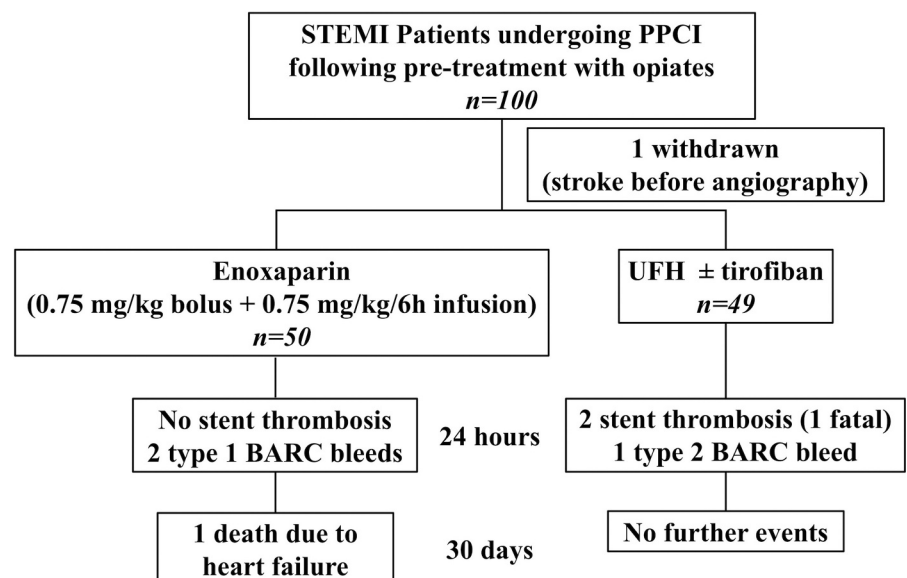 STEMI Patients undergoing PPCI
following pre-treatment with opiates
n=100
1 withdrawn
(stroke before angiography)
Enoxaparin
(0.75 mg/kg bolus + 0.75 mg/kg/6h infusion)
n=50
UFH ± tirofiban
n=49
No stent thrombosis
2 type 1 BARC bleeds
24 hours
2 stent thrombosis (1 fatal)
1 type 2 BARC bleed
1 death due to
heart failure
30 days
No further events